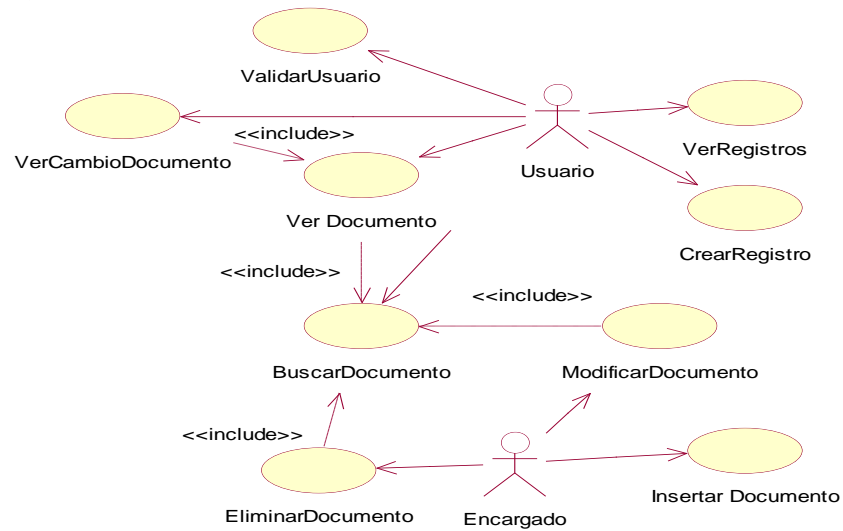 ValidarUsuario
<<include>>
VerCambioDocumento
Usuario
VerRegistros
Ver Documento
CrearRegistro
<<include>>
<<include>>
BuscarDocumento
ModificarDocumento
<<include>>
EliminarDocumento
Encargado
Insertar Documento